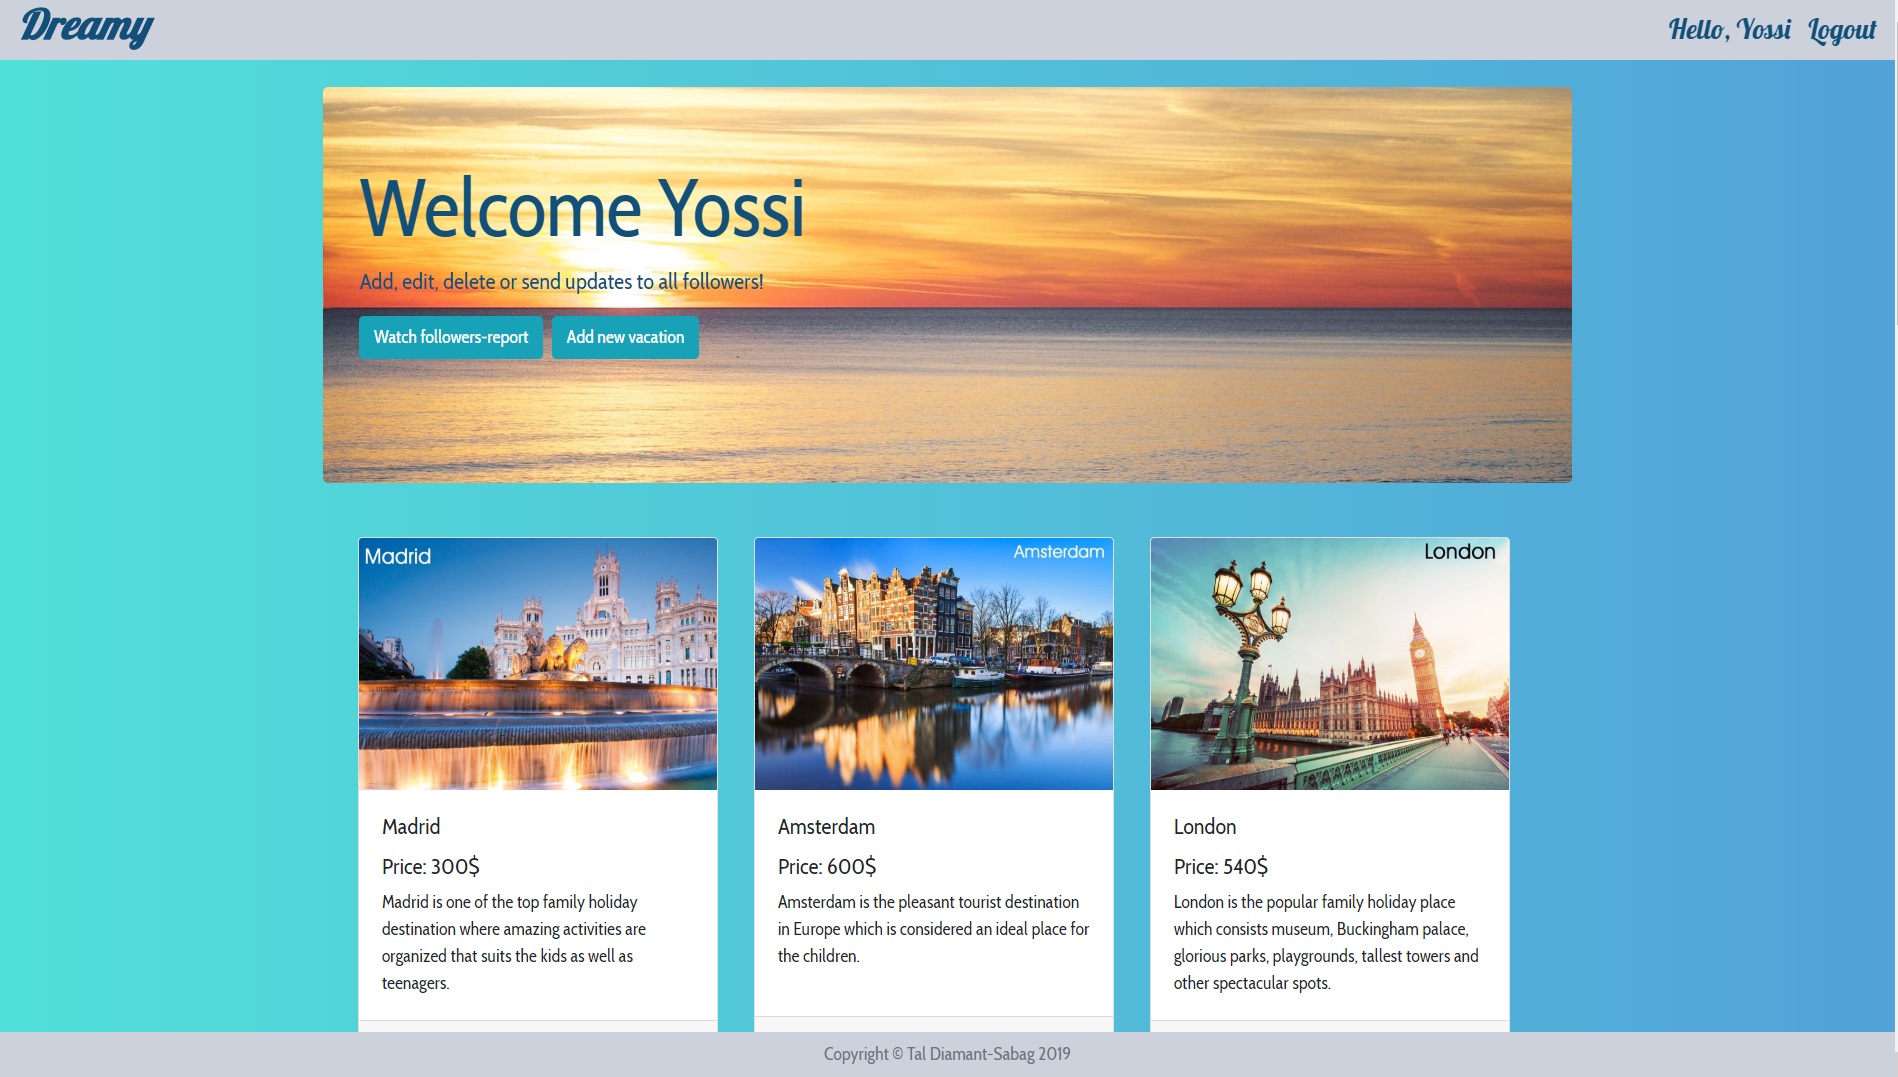 Dreamy
Hello, Yossi Logout
Welcome Yossi
Add, edit, delete or send updates to all followers!
Watch followers-report Add new vacation
Madrid
Amsterdam
London
Madrid
Price: 300$
Madrid is one of the top family holiday
destination where amazing activities are
organized that suits the kids as well as
teenagers.
Amsterdam
Price: 600$
Amsterdam is the pleasant tourist destination
in Europe which is considered an ideal place for
the children.
London
Price: 540$
London is the popular family holiday place
which consists museum, Buckingham palace,
glorious parks, playgrounds, tallest towers and
other spectacular spots.
Copyright © Tal Diamant-Sabag 2019